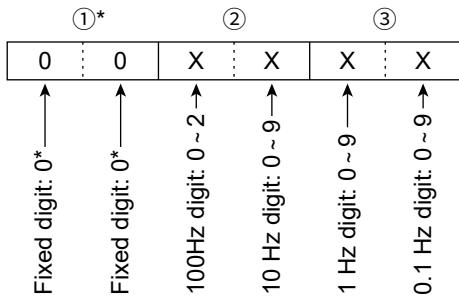 ①* ② ③
0 0 X X X X
Fixed digit: 0*
Fixed digit: 0*
100Hz digit: 0 ~ 2
10 Hz digit: 0 ~ 9
1 Hz digit: 0 ~ 9
0.1 Hz digit: 0 ~ 9